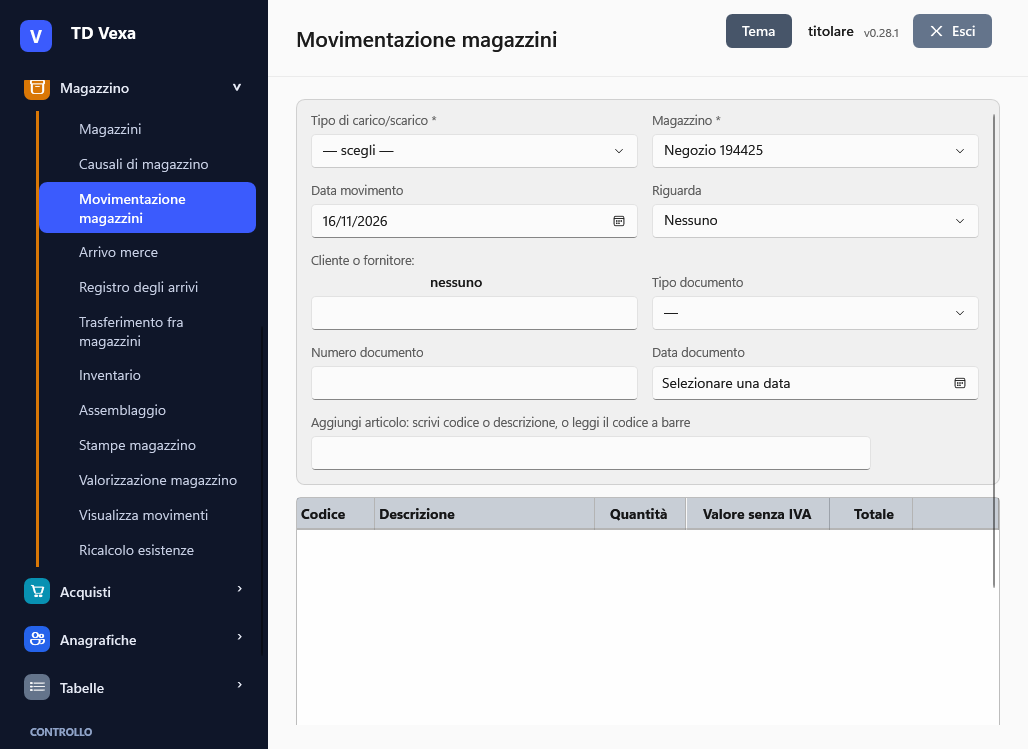 V
TD Vexa
Magazzino
Magazzini
Causali di magazzino
Movimentazione
magazzini
Arrivo merce
Registro degli arrivi
Trasferimento fra
magazzini
Inventario
Assemblaggio
Stampe magazzino
Valorizzazione magazzino
Visualizza movimenti
Ricalcolo esistenze
Acquisti
Anagrafiche
Tabelle
CONTROLLO
Movimentazione magazzini
Tema
titolare v0.28.1
Esci
Tipo di carico/scarico * Magazzino *
— scegli — Negozio 194425
Data movimento Riguarda
16/11/2026 Nessuno
Cliente o fornitore:
nessuno Tipo documento
—
Numero documento Data documento
Selezionare una data
Aggiungi articolo: scrivi codice o descrizione, o leggi il codice a barre
Codice Descrizione Quantità Valore senza IVA Totale